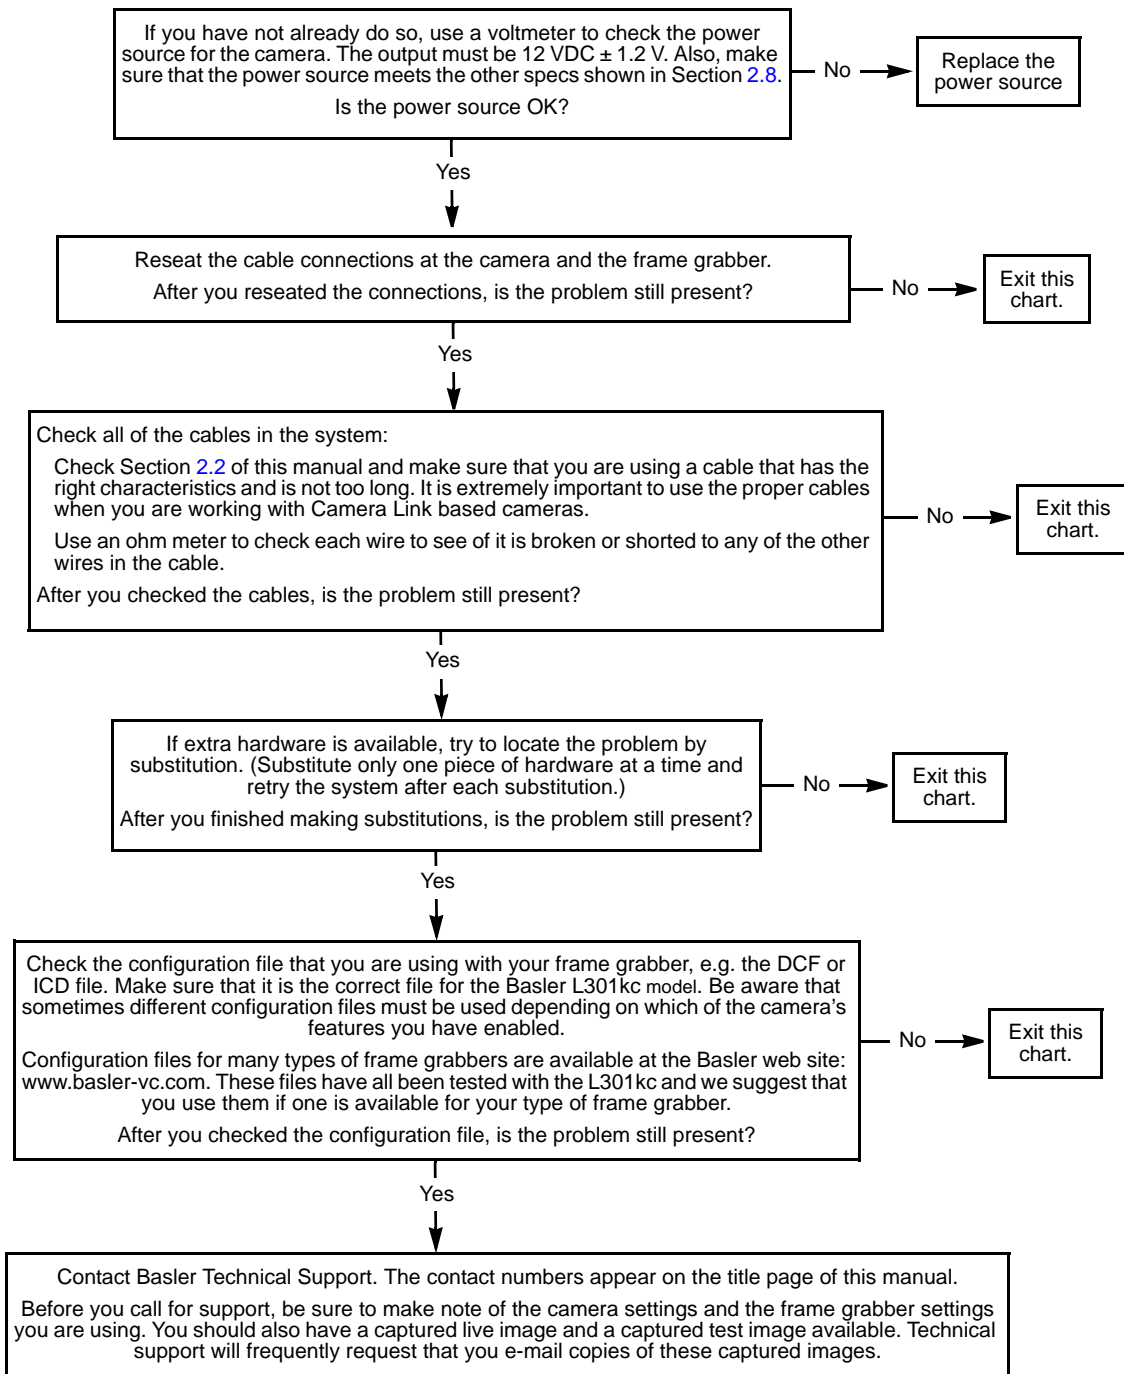 If you have not already do so, use a voltmeter to check the power
source for the camera. The output must be 12 VDC ± 1.2 V. Also, make
sure that the power source meets the other specs shown in Section 2.8.
Is the power source OK?
No
Replace the
power source
Yes
Reseat the cable connections at the camera and the frame grabber.
After you reseated the connections, is the problem still present?
No
Exit this
chart.
Yes
Check all of the cables in the system:
Check Section 2.2 of this manual and make sure that you are using a cable that has the
right characteristics and is not too long. It is extremely important to use the proper cables
when you are working with Camera Link based cameras.
Use an ohm meter to check each wire to see of it is broken or shorted to any of the other
wires in the cable.
After you checked the cables, is the problem still present?
No
Exit this
chart.
Yes
If extra hardware is available, try to locate the problem by
substitution. (Substitute only one piece of hardware at a time and
retry the system after each substitution.)
After you finished making substitutions, is the problem still present?
No
Exit this
chart.
Yes
Check the configuration file that you are using with your frame grabber, e.g. the DCF or
ICD file. Make sure that it is the correct file for the Basler L301kc model. Be aware that
sometimes different configuration files must be used depending on which of the camera's
features you have enabled.
Configuration files for many types of frame grabbers are available at the Basler web site:
www.basler-vc.com. These files have all been tested with the L301kc and we suggest that
you use them if one is available for your type of frame grabber.
After you checked the configuration file, is the problem still present?
No
Exit this
chart.
Yes
Contact Basler Technical Support. The contact numbers appear on the title page of this manual.
Before you call for support, be sure to make note of the camera settings and the frame grabber settings
you are using. You should also have a captured live image and a captured test image available. Technical
support will frequently request that you e-mail copies of these captured images.